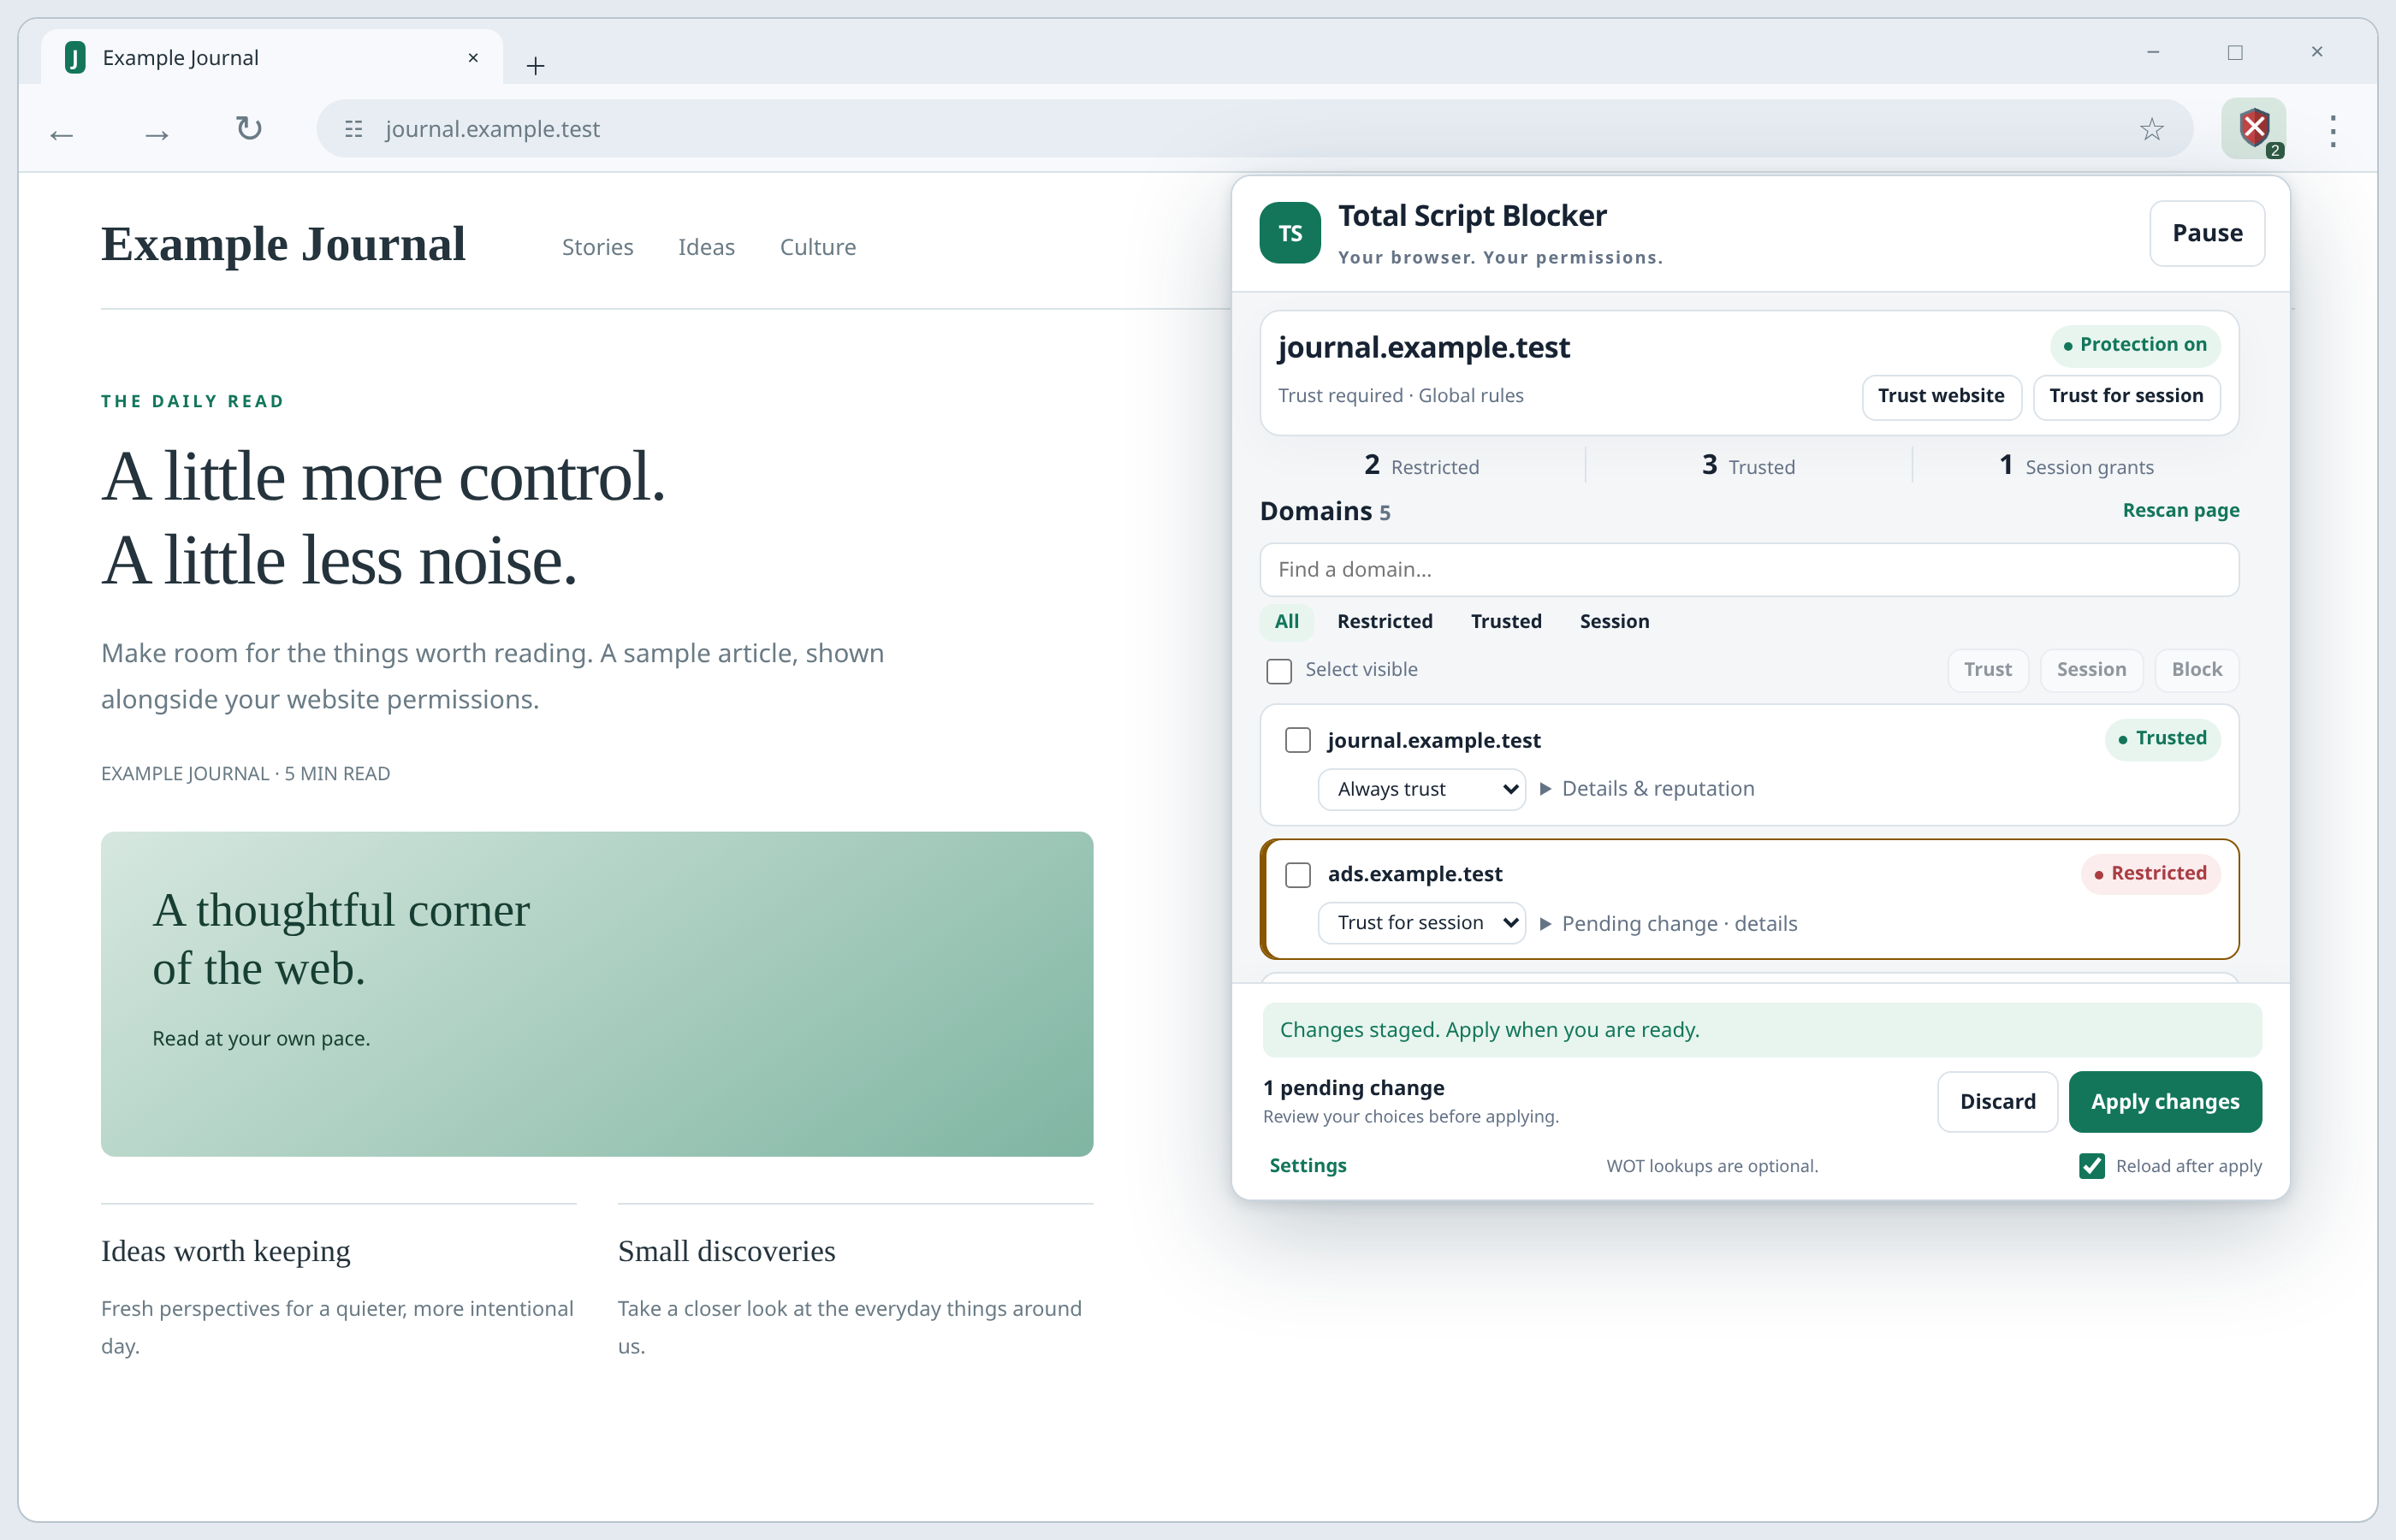 J Example Journal ×
journal.example.test
2
Example Journal
Stories Ideas Culture
THE DAILY READ
A little more control.
A little less noise.
Make room for the things worth reading. A sample article, shown
alongside your website permissions.
EXAMPLE JOURNAL · 5 MIN READ
A thoughtful corner
of the web.
Read at your own pace.
Ideas worth keeping
Fresh perspectives for a quieter, more intentional
day.
Small discoveries
Take a closer look at the everyday things around
us.
TS
Total Script Blocker
Your browser. Your permissions.
Pause
journal.example.test
Protection on
Trust required · Global rules
Trust website
Trust for session
2 Restricted
3 Trusted
1 Session grants
Domains 5
Rescan page
Find a domain...
All Restricted Trusted Session
Select visible
Trust Session Block
journal.example.test
Trusted
Always trust
Details & reputation
ads.example.test
Restricted
Trust for session
Pending change · details
Changes staged. Apply when you are ready.
1 pending change
Review your choices before applying.
Discard
Apply changes
Settings
WOT lookups are optional.
Reload after apply